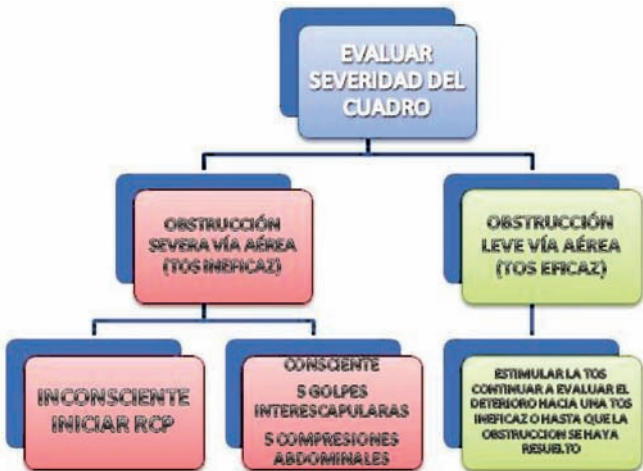 EVALUAR
SEVERIDAD DEL
CUADRO
OBSTRUCCIÓN
SEVERA VÍA AÉREA
(TOS INEFICAZ)
OBSTRUCCIÓN
LEVE VÍA AÉREA
(TOS EFICAZ)
INCONSCIENTE
INICIAR RCP
CONSCIENTE
5 GOLPES
INTERESCAPULARAS
5 COMPRESIONES
ABDOMINALES
ESTIMULAR LA TOS
CONTINUAR A EVALUAR EL
DETERIORO HACIA UNA TOS
INEFICAZ O HASTA QUE LA
OBSTRUCCION SE HAYA
RESUELTO